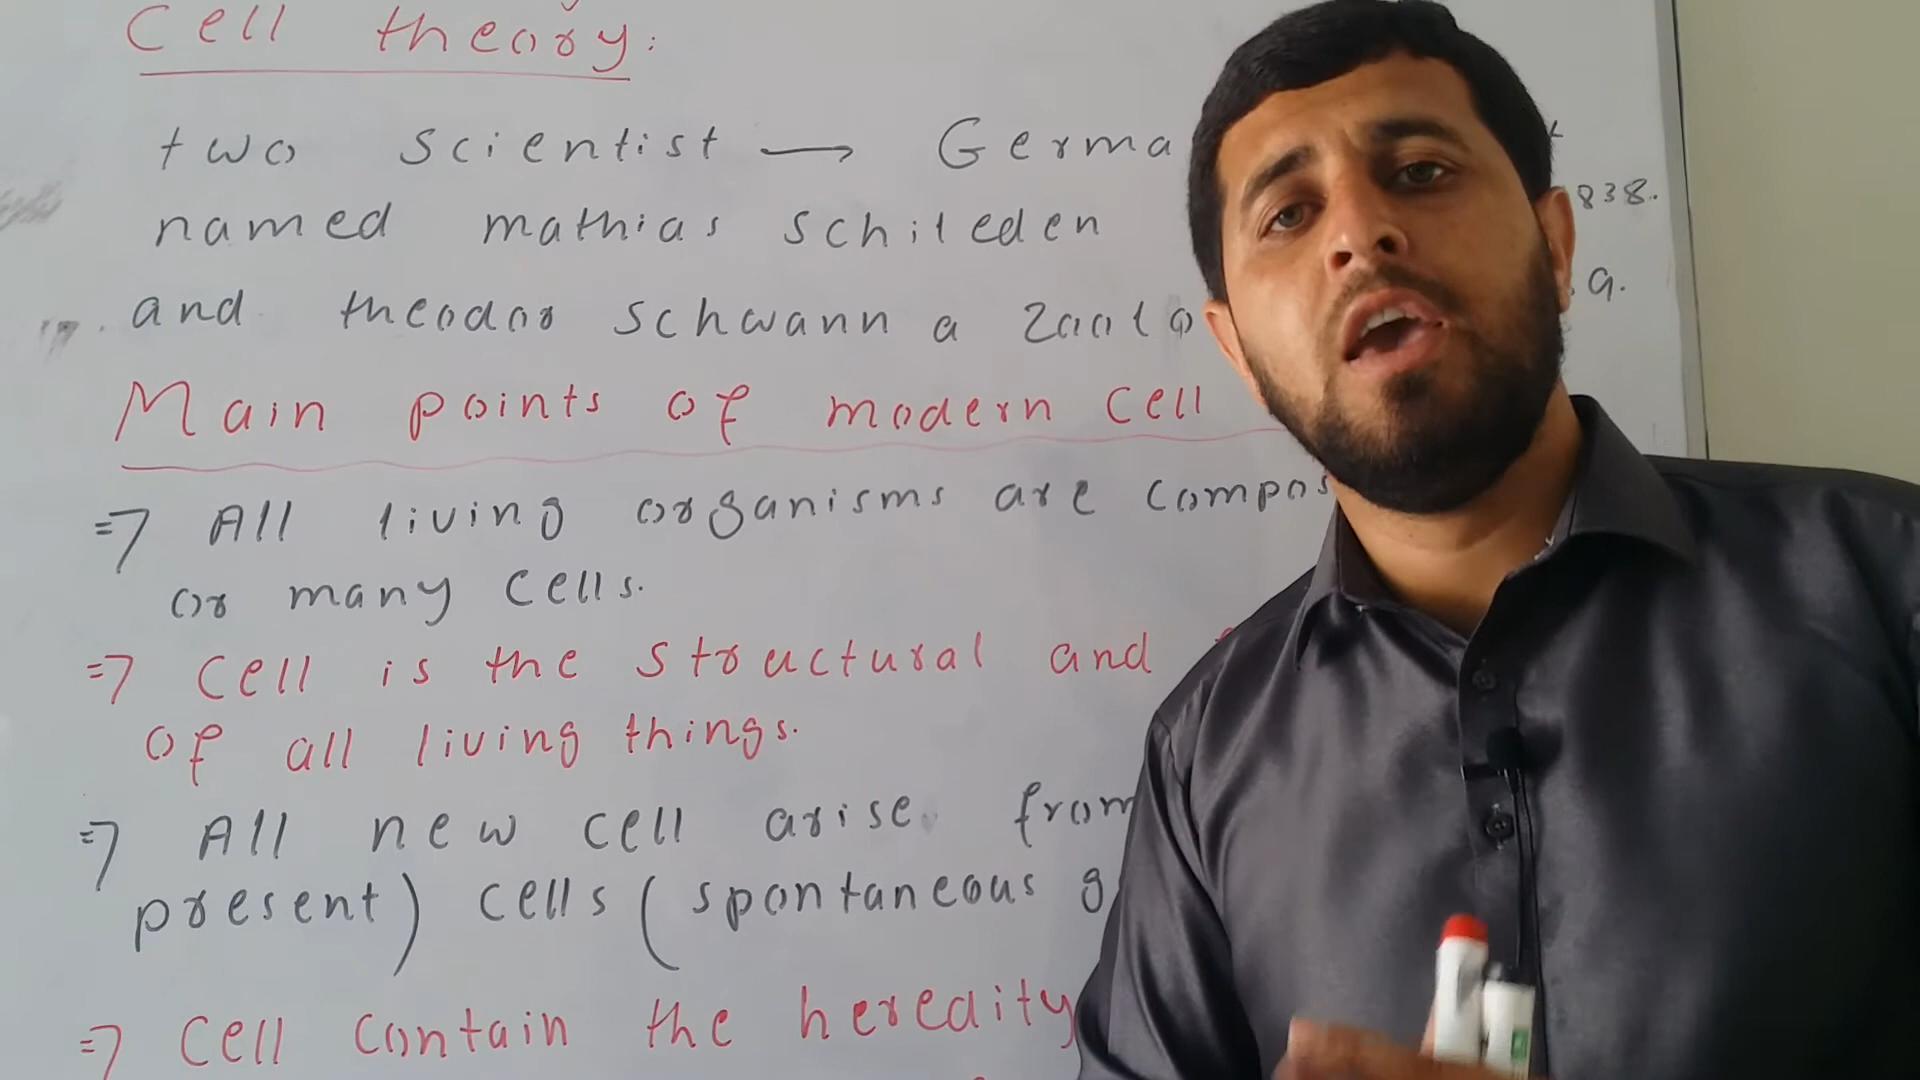 Cell theory:
two scientist → Germa
838.
named mathias schileden
and theodor schwann a Zoolo
9.
Main points of modern cell
⇒ All living organisms are compos
or many cells.
⇒ Cell is the structural and
of all living things.
⇒ All new cell arise from
present) cells (spontaneous g
⇒ Cell contain the heredity